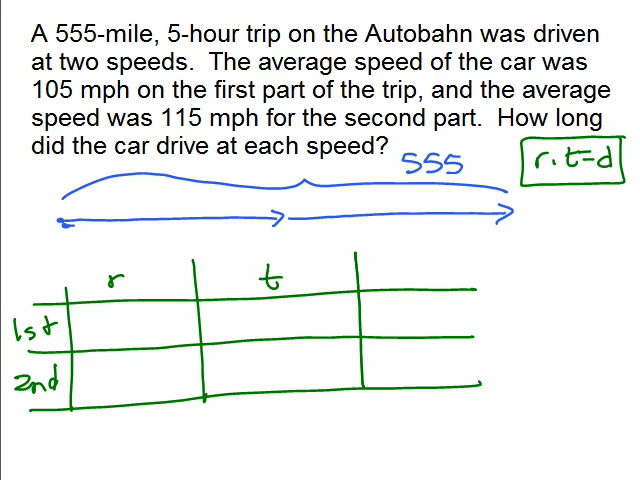 A 555-mile, 5-hour trip on the Autobahn was driven
at two speeds.  The average speed of the car was
105 mph on the first part of the trip, and the average
speed was 115 mph for the second part.  How long
did the car drive at each speed?
555
r·t=d
r t
1st
2nd